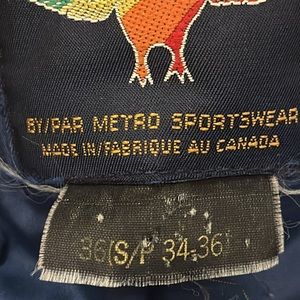 BY/PAR METRO SPORTSWEAR
MADE IN/FABRIQUE AU CANADA
36(S/P 34-36)